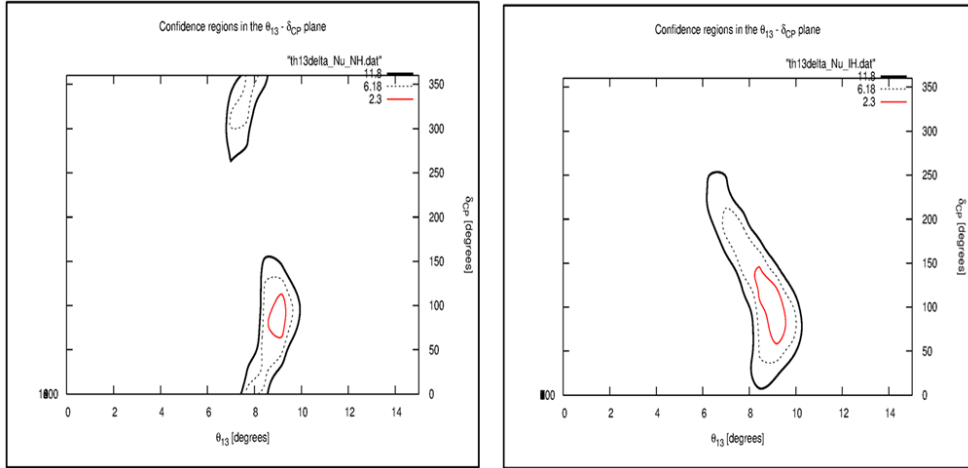 Confidence regions in the θ13 - δCP plane
"th13delta_Nu_NH.dat"
11.8
6.18
2.3
350
300
250
200
150
100
50
0
δCP [degrees]
0 2 4 6 8 10 12 14
θ13 [degrees]
Confidence regions in the θ13 - δCP plane
"th13delta_Nu_IH.dat"
11.8
6.18
2.3
350
300
250
200
150
100
50
0
δCP [degrees]
0 2 4 6 8 10 12 14
θ13 [degrees]